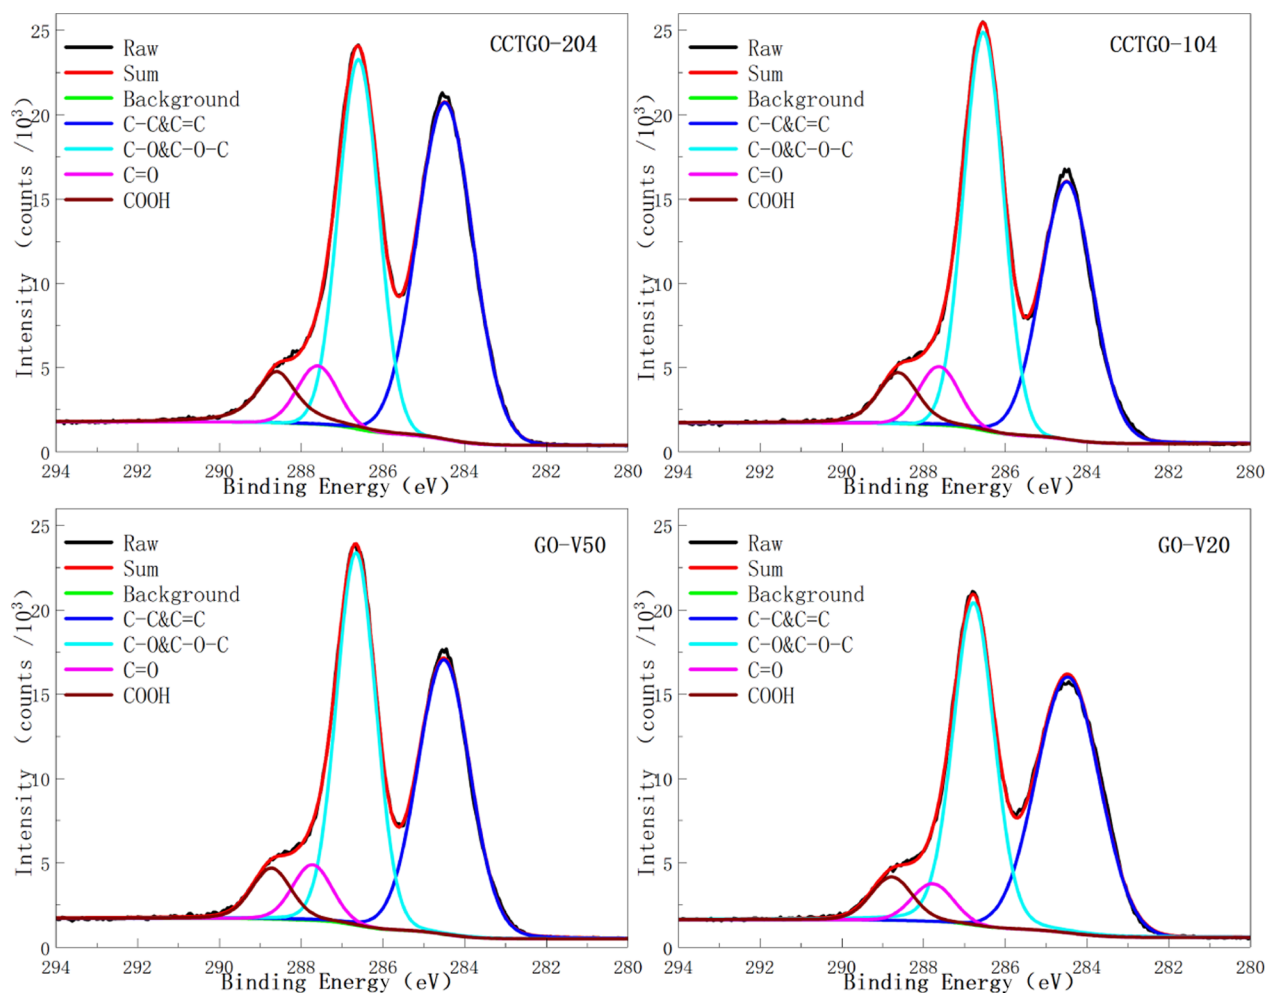 CCTGO-204
Raw
Sum
Background
C-C&C=C
C-O&C-O-C
C=O
COOH
Intensity (counts /10³)
25
20
15
10
5
0
294 292 290 288 286 284 282 280
Binding Energy (eV)
CCTGO-104
Raw
Sum
Background
C-C&C=C
C-O&C-O-C
C=O
COOH
Intensity (counts /10³)
25
20
15
10
5
0
294 292 290 288 286 284 282 280
Binding Energy (eV)
GO-V50
Raw
Sum
Background
C-C&C=C
C-O&C-O-C
C=O
COOH
Intensity (counts /10³)
25
20
15
10
5
0
294 292 290 288 286 284 282 280
Binding Energy (eV)
GO-V20
Raw
Sum
Background
C-C&C=C
C-O&C-O-C
C=O
COOH
Intensity (counts /10³)
25
20
15
10
5
0
294 292 290 288 286 284 282 280
Binding Energy (eV)